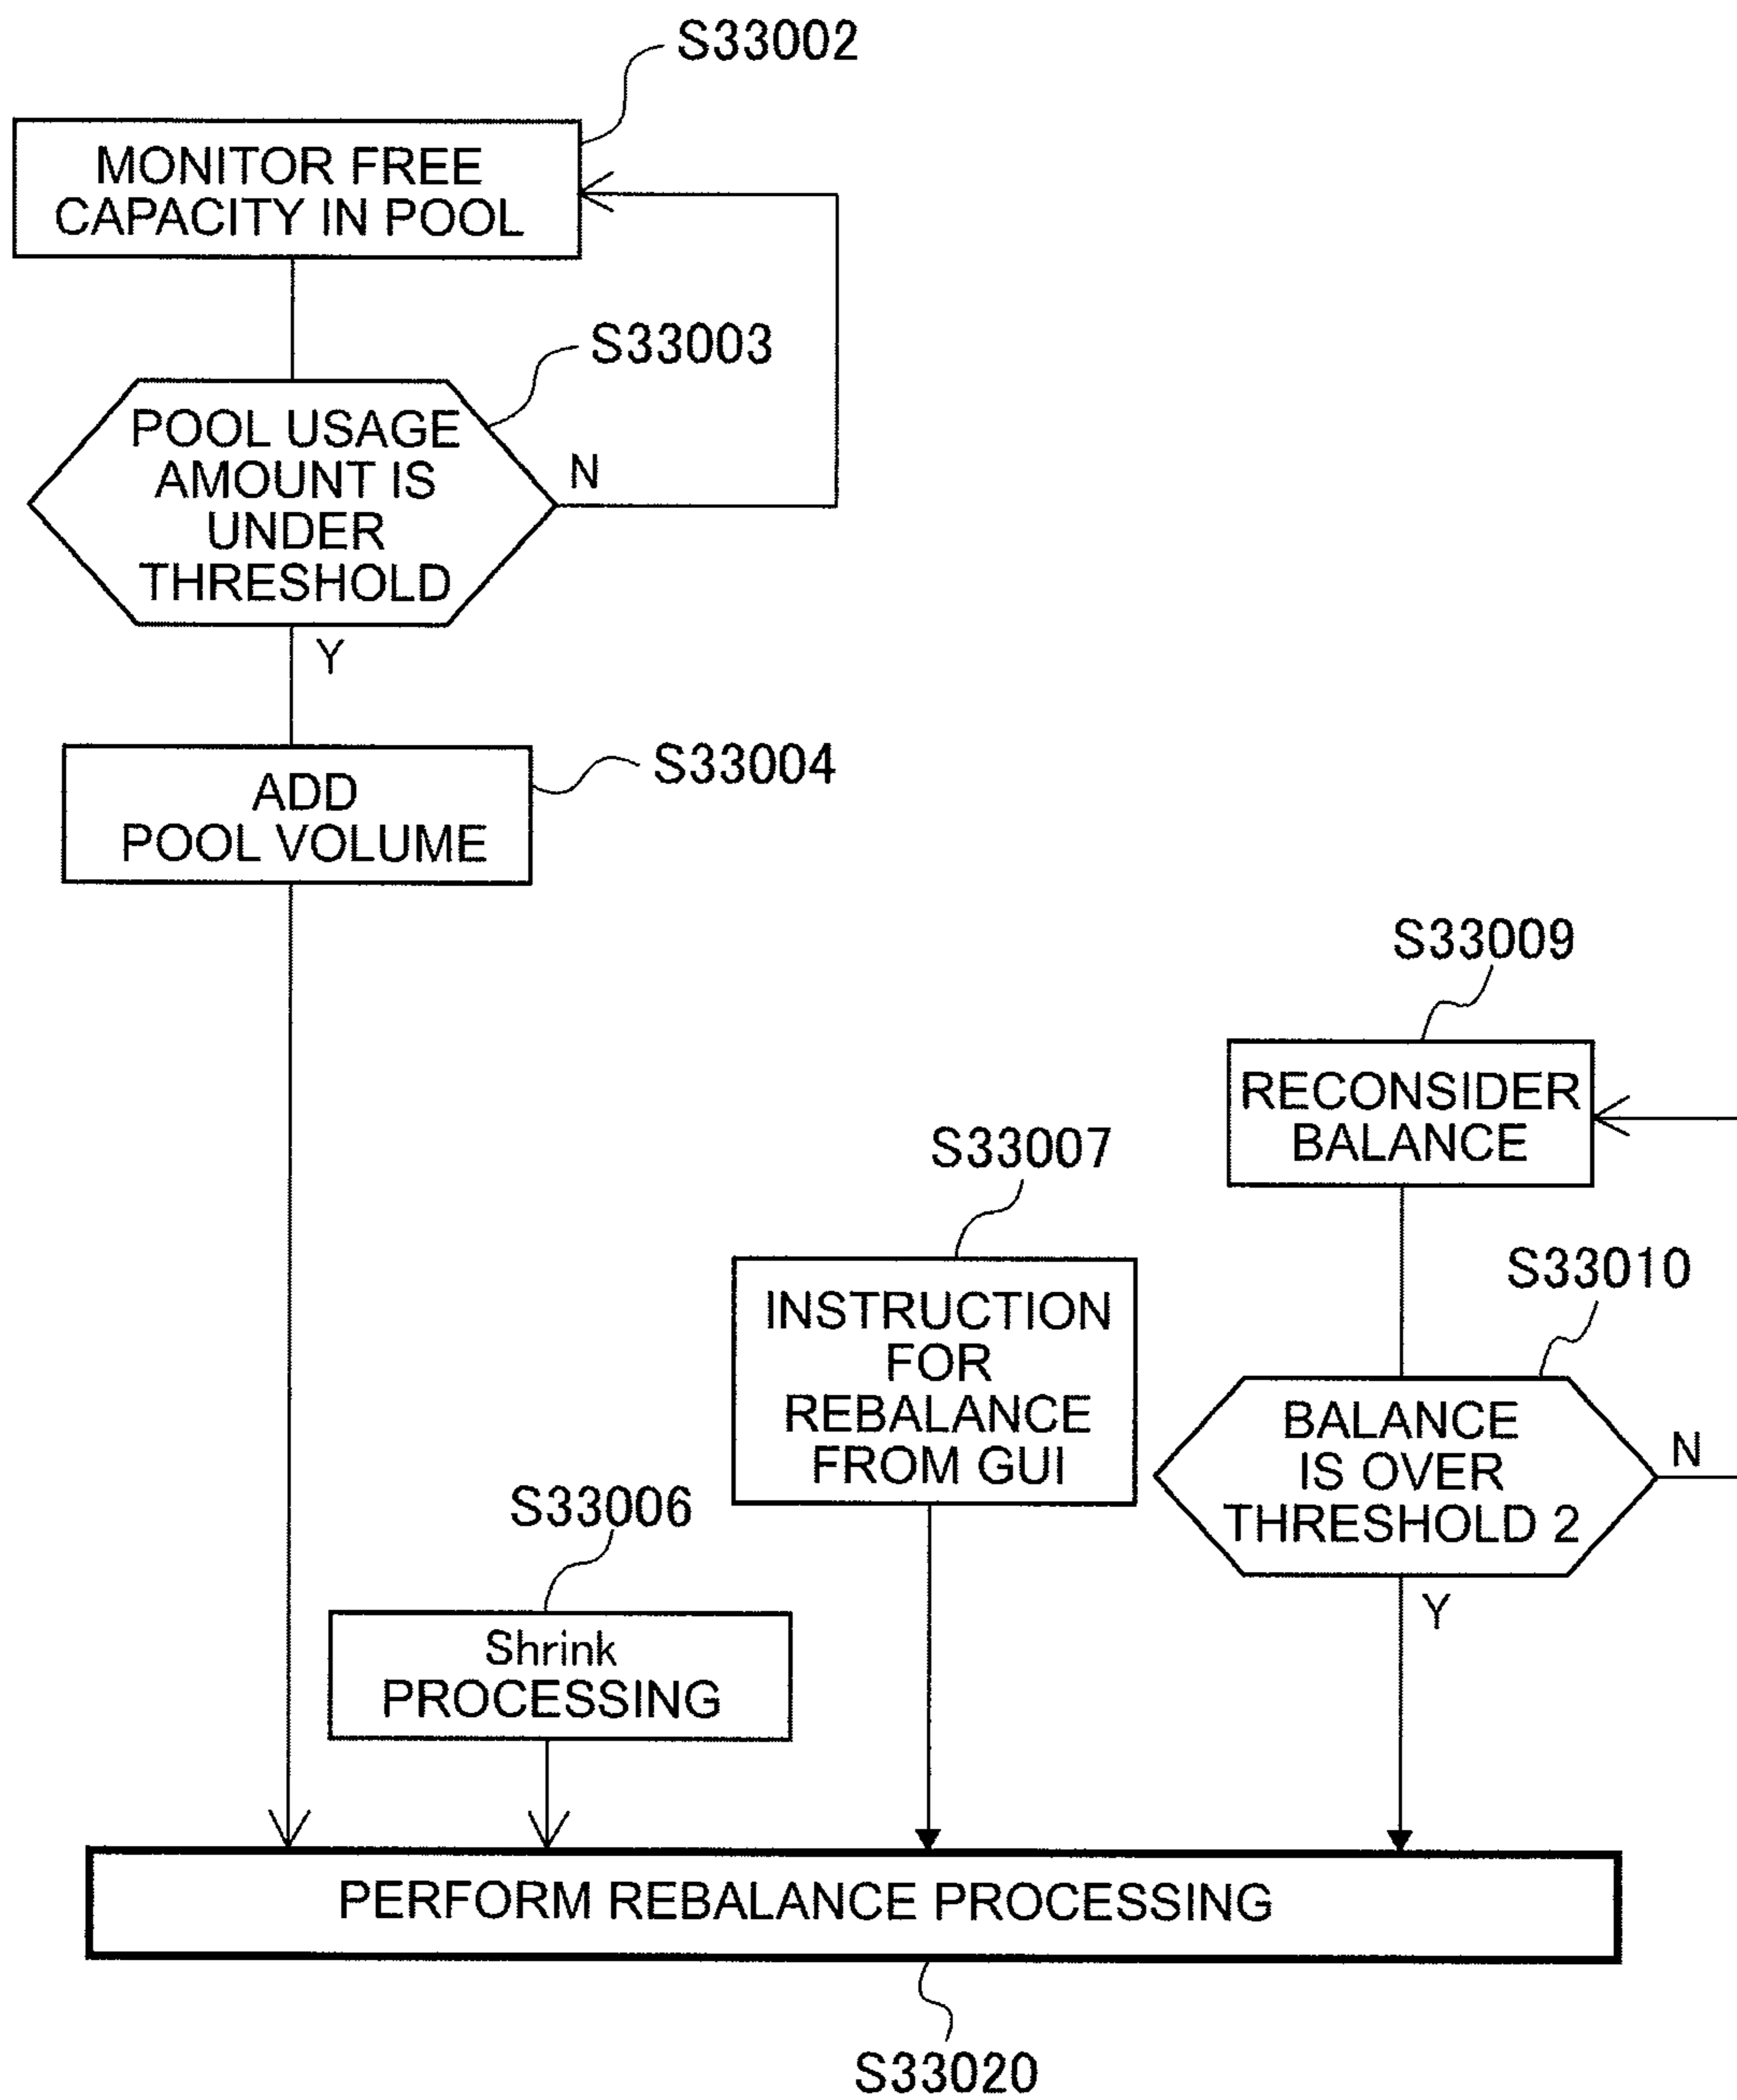 S33002
MONITOR FREE
CAPACITY IN POOL
S33003
POOL USAGE
AMOUNT IS
UNDER
THRESHOLD
N
Y
S33004
ADD
POOL VOLUME
S33009
RECONSIDER
BALANCE
S33007
INSTRUCTION
FOR
REBALANCE
FROM GUI
S33010
BALANCE
IS OVER
THRESHOLD 2
N
Y
S33006
Shrink
PROCESSING
PERFORM REBALANCE PROCESSING
S33020